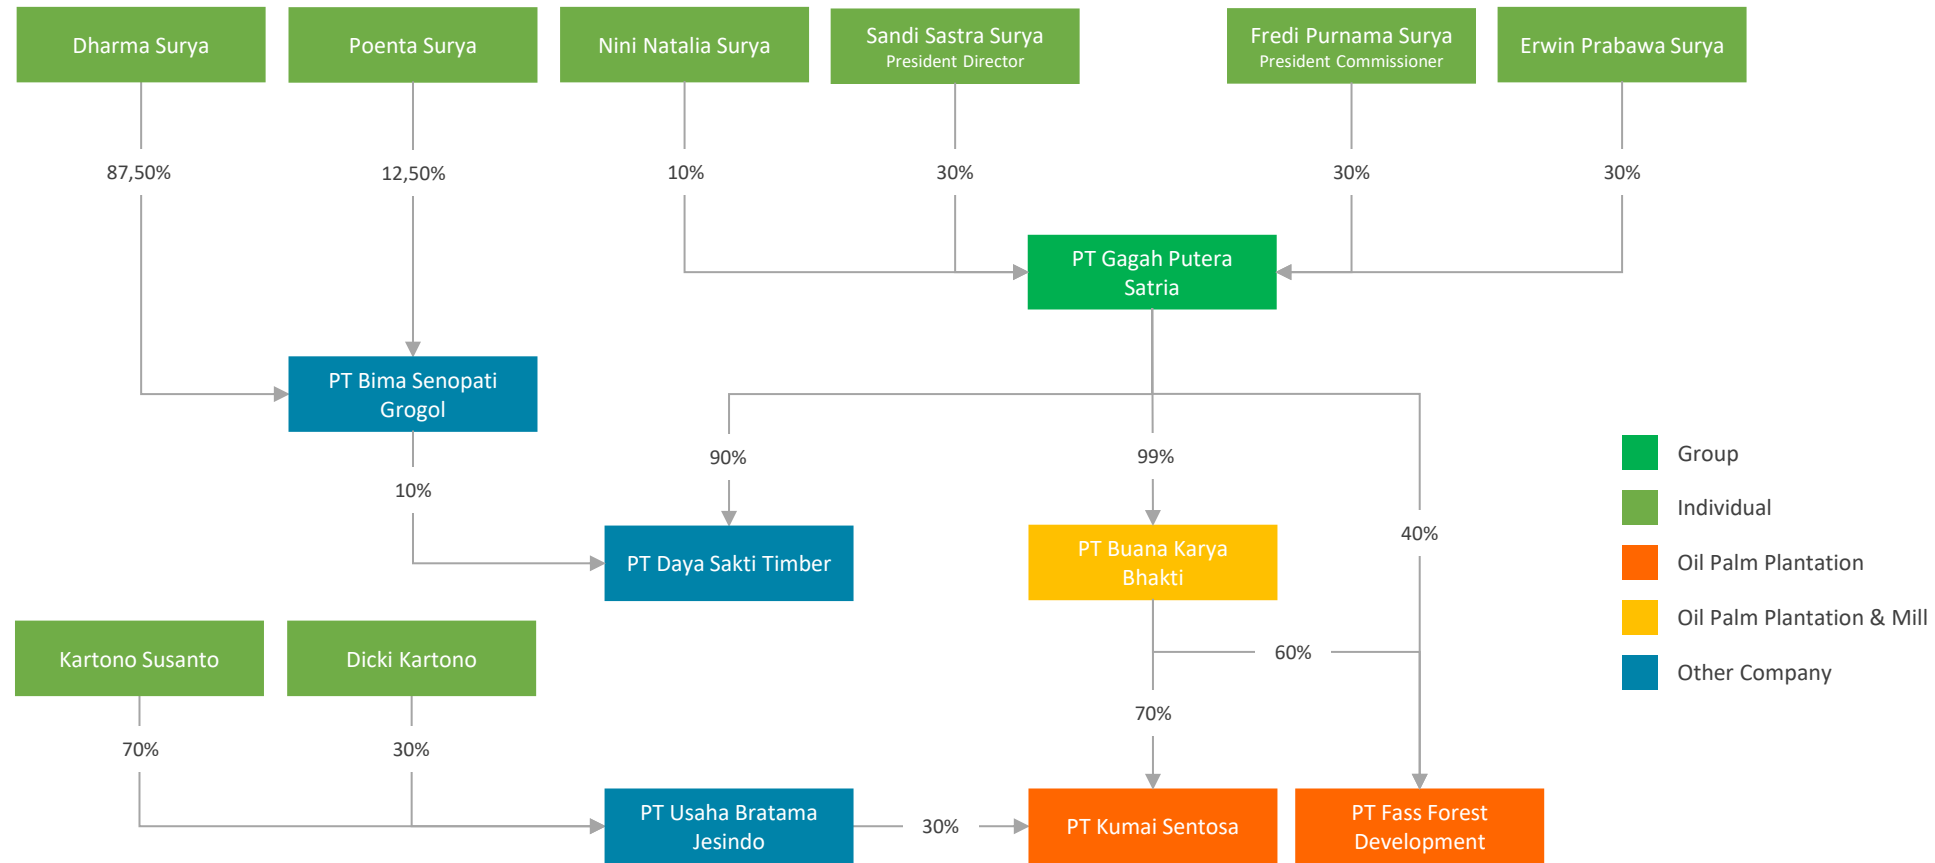 Dharma Surya
Poenta Surya
Nini Natalia Surya
Sandi Sastra Surya
President Director
Fredi Purnama Surya
President Commissioner
Erwin Prabawa Surya
87,50%
12,50%
10%
30%
30%
30%
PT Gagah Putera
Satria
PT Bima Senopati
Grogol
90%
99%
10%
40%
PT Daya Sakti Timber
PT Buana Karya
Bhakti
Group
Individual
Oil Palm Plantation
Oil Palm Plantation & Mill
Other Company
Kartono Susanto
Dicki Kartono
60%
70%
70%
30%
PT Usaha Bratama
Jesindo
30%
PT Kumai Sentosa
PT Fass Forest
Development